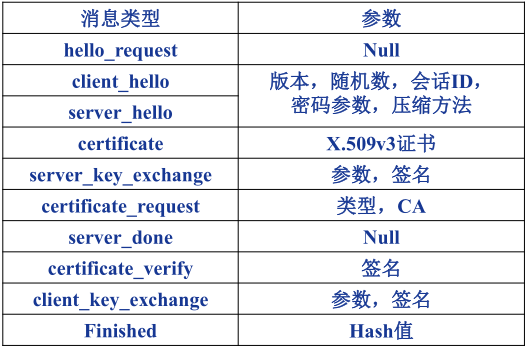 消息类型 参数
hello_request Null
client_hello 版本，随机数，会话ID，
server_hello 密码参数，压缩方法
certificate X.509v3证书
server_key_exchange 参数，签名
certificate_request 类型，CA
server_done Null
certificate_verify 签名
client_key_exchange 参数，签名
Finished Hash值